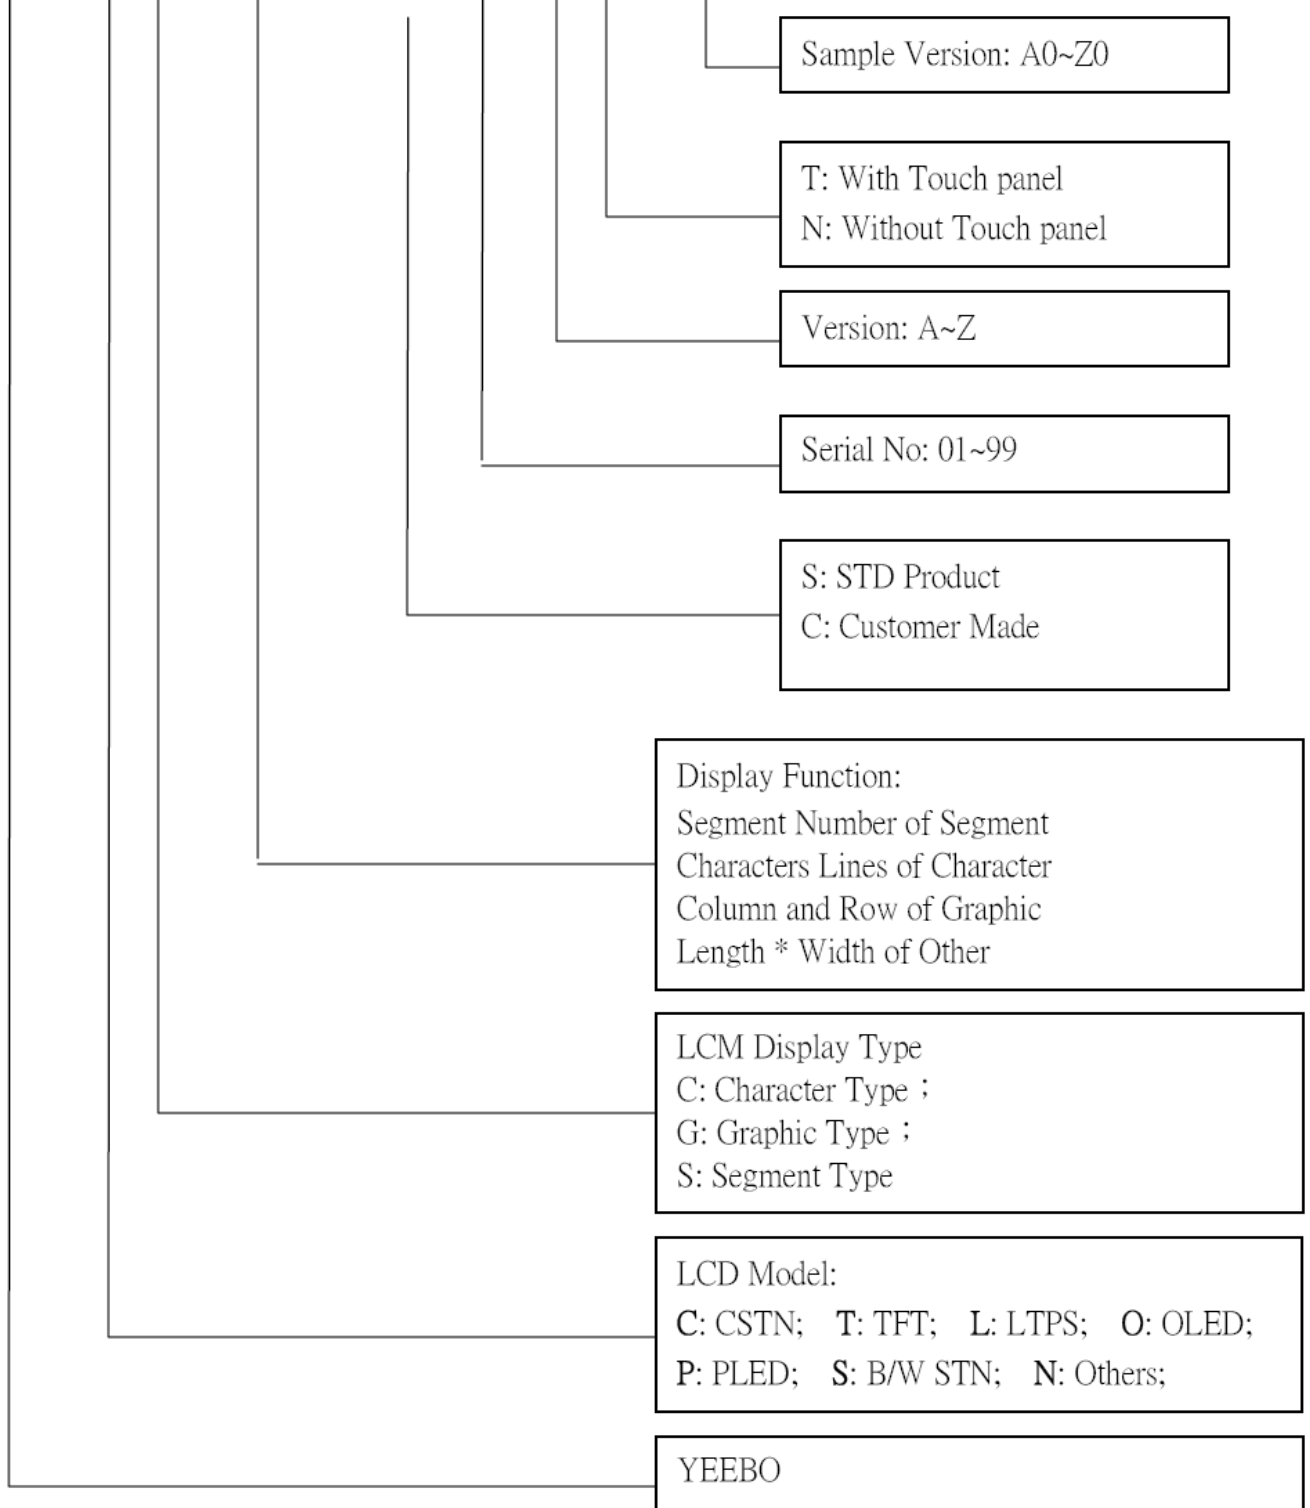 Sample Version: A0~Z0
T: With Touch panel
N: Without Touch panel
Version: A~Z
Serial No: 01~99
S: STD Product
C: Customer Made
Display Function:
Segment Number of Segment
Characters Lines of Character
Column and Row of Graphic
Length * Width of Other
LCM Display Type
C: Character Type；
G: Graphic Type；
S: Segment Type
LCD Model:
C: CSTN; T: TFT; L: LTPS; O: OLED;
P: PLED; S: B/W STN; N: Others;
YEEBO